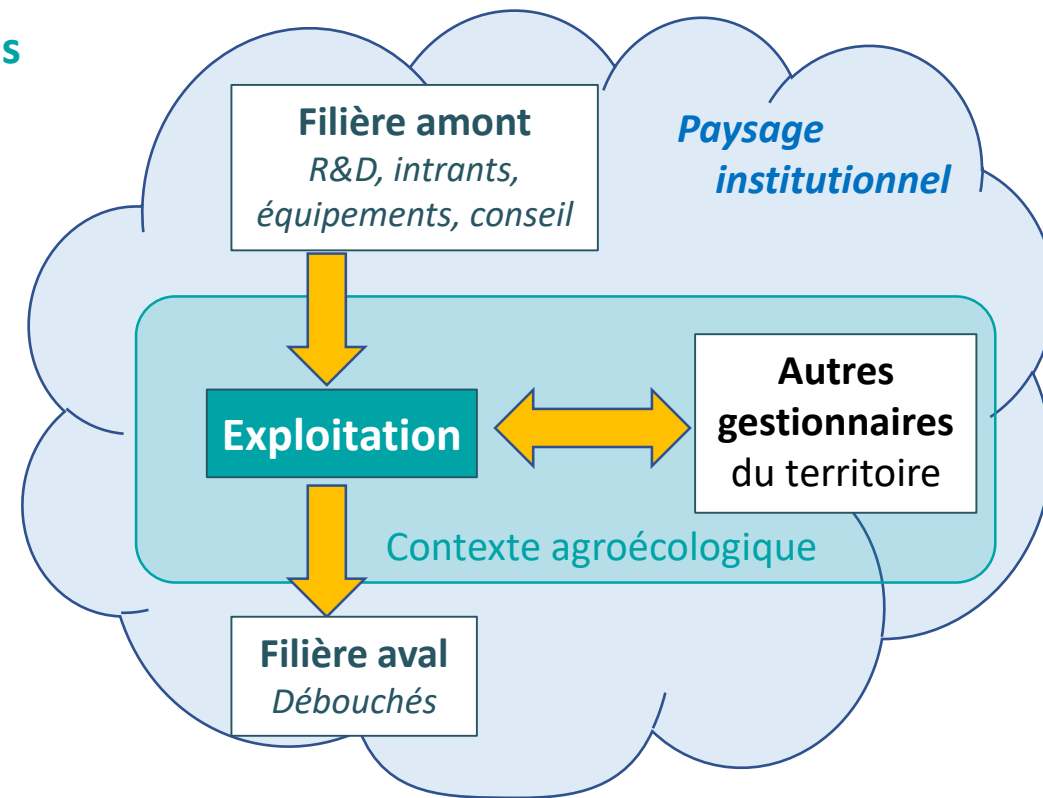 s
Filière amont
R&D, intrants,
équipements, conseil
Paysage
institutionnel
Exploitation
Autres
gestionnaires
du territoire
Contexte agroécologique
Filière aval
Débouchés